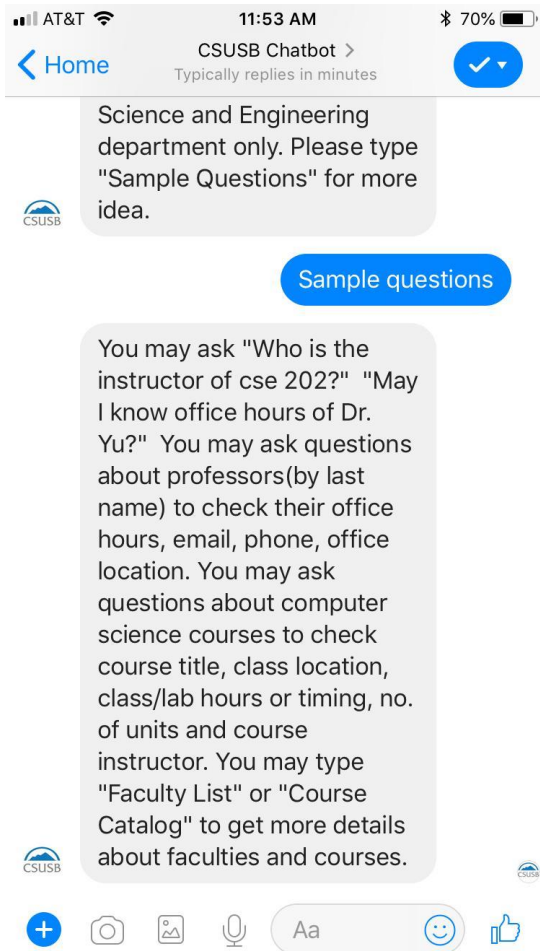 AT&T 11:53 AM 70%
Home CSUSB Chatbot >
Typically replies in minutes
Science and Engineering
department only. Please type
"Sample Questions" for more
idea.
CSUSB
Sample questions
You may ask "Who is the
instructor of cse 202?"  "May
I know office hours of Dr.
Yu?"  You may ask questions
about professors(by last
name) to check their office
hours, email, phone, office
location. You may ask
questions about computer
science courses to check
course title, class location,
class/lab hours or timing, no.
of units and course
instructor. You may type
"Faculty List" or "Course
Catalog" to get more details
about faculties and courses.
CSUSB CSUSB
Aa